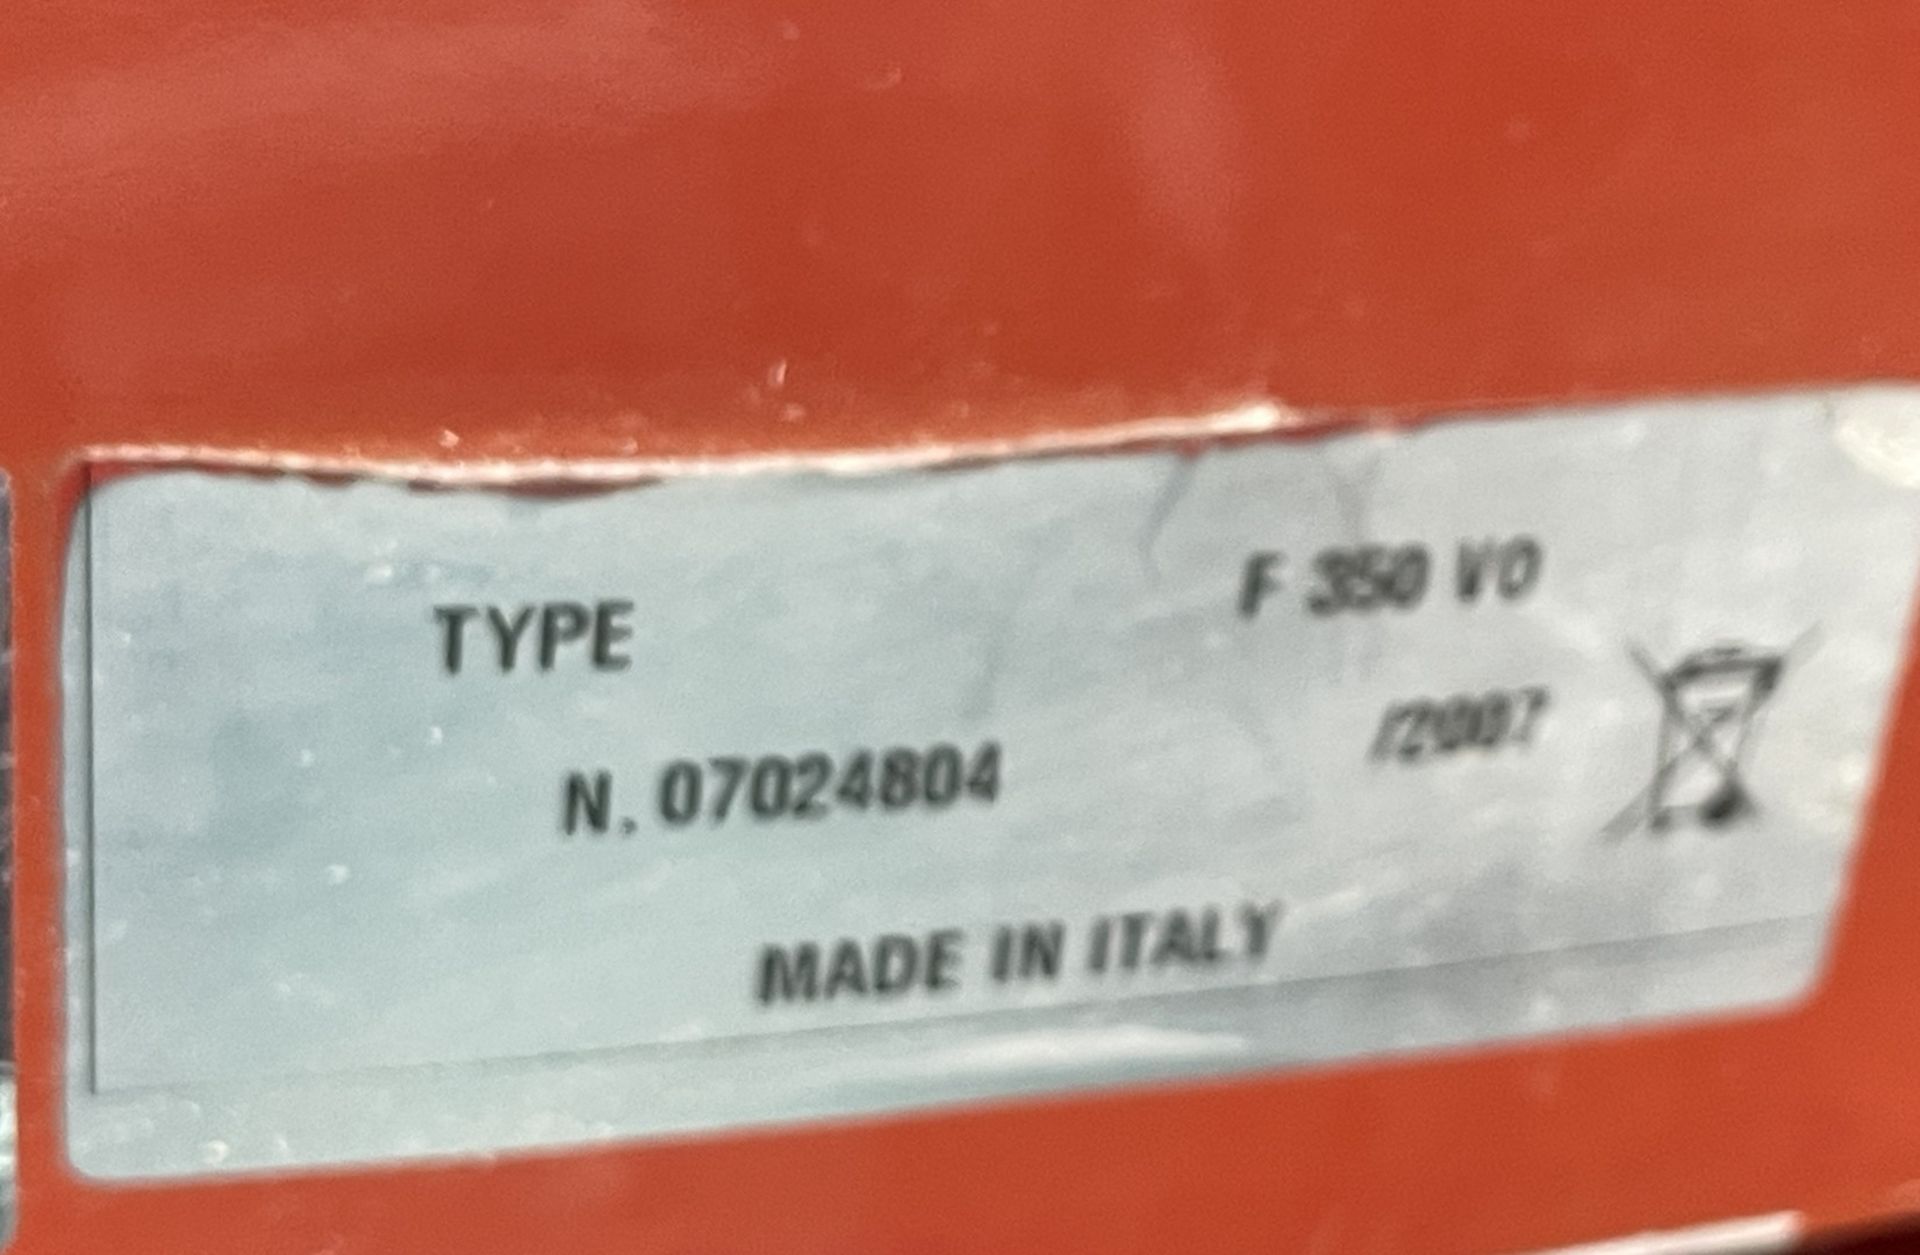 TYPE F 350 VO
N. 07024804 /2007
MADE IN ITALY